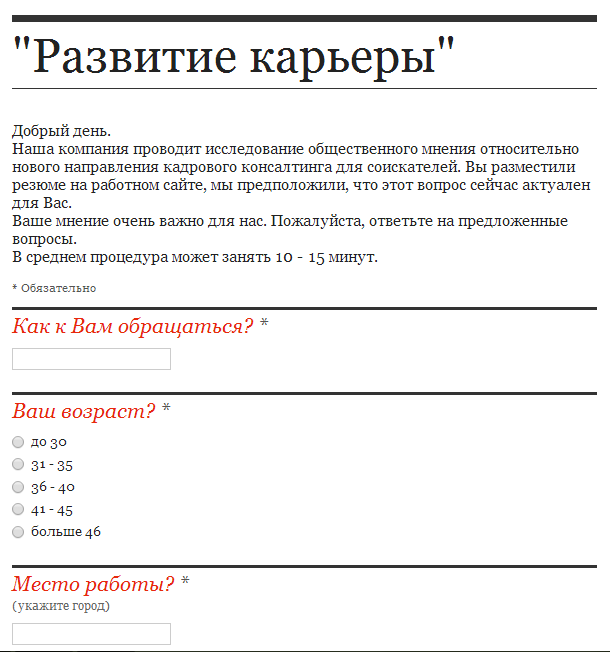 "Развитие карьеры"
Добрый день.
Наша компания проводит исследование общественного мнения относительно
нового направления кадрового консалтинга для соискателей. Вы разместили
резюме на работном сайте, мы предположили, что этот вопрос сейчас актуален
для Вас.
Ваше мнение очень важно для нас. Пожалуйста, ответьте на предложенные
вопросы.
В среднем процедура может занять 10 - 15 минут.
* Обязательно
Как к Вам обращаться? *
Ваш возраст? *
до 30
31 - 35
36 - 40
41 - 45
больше 46
Место работы? *
(укажите город)